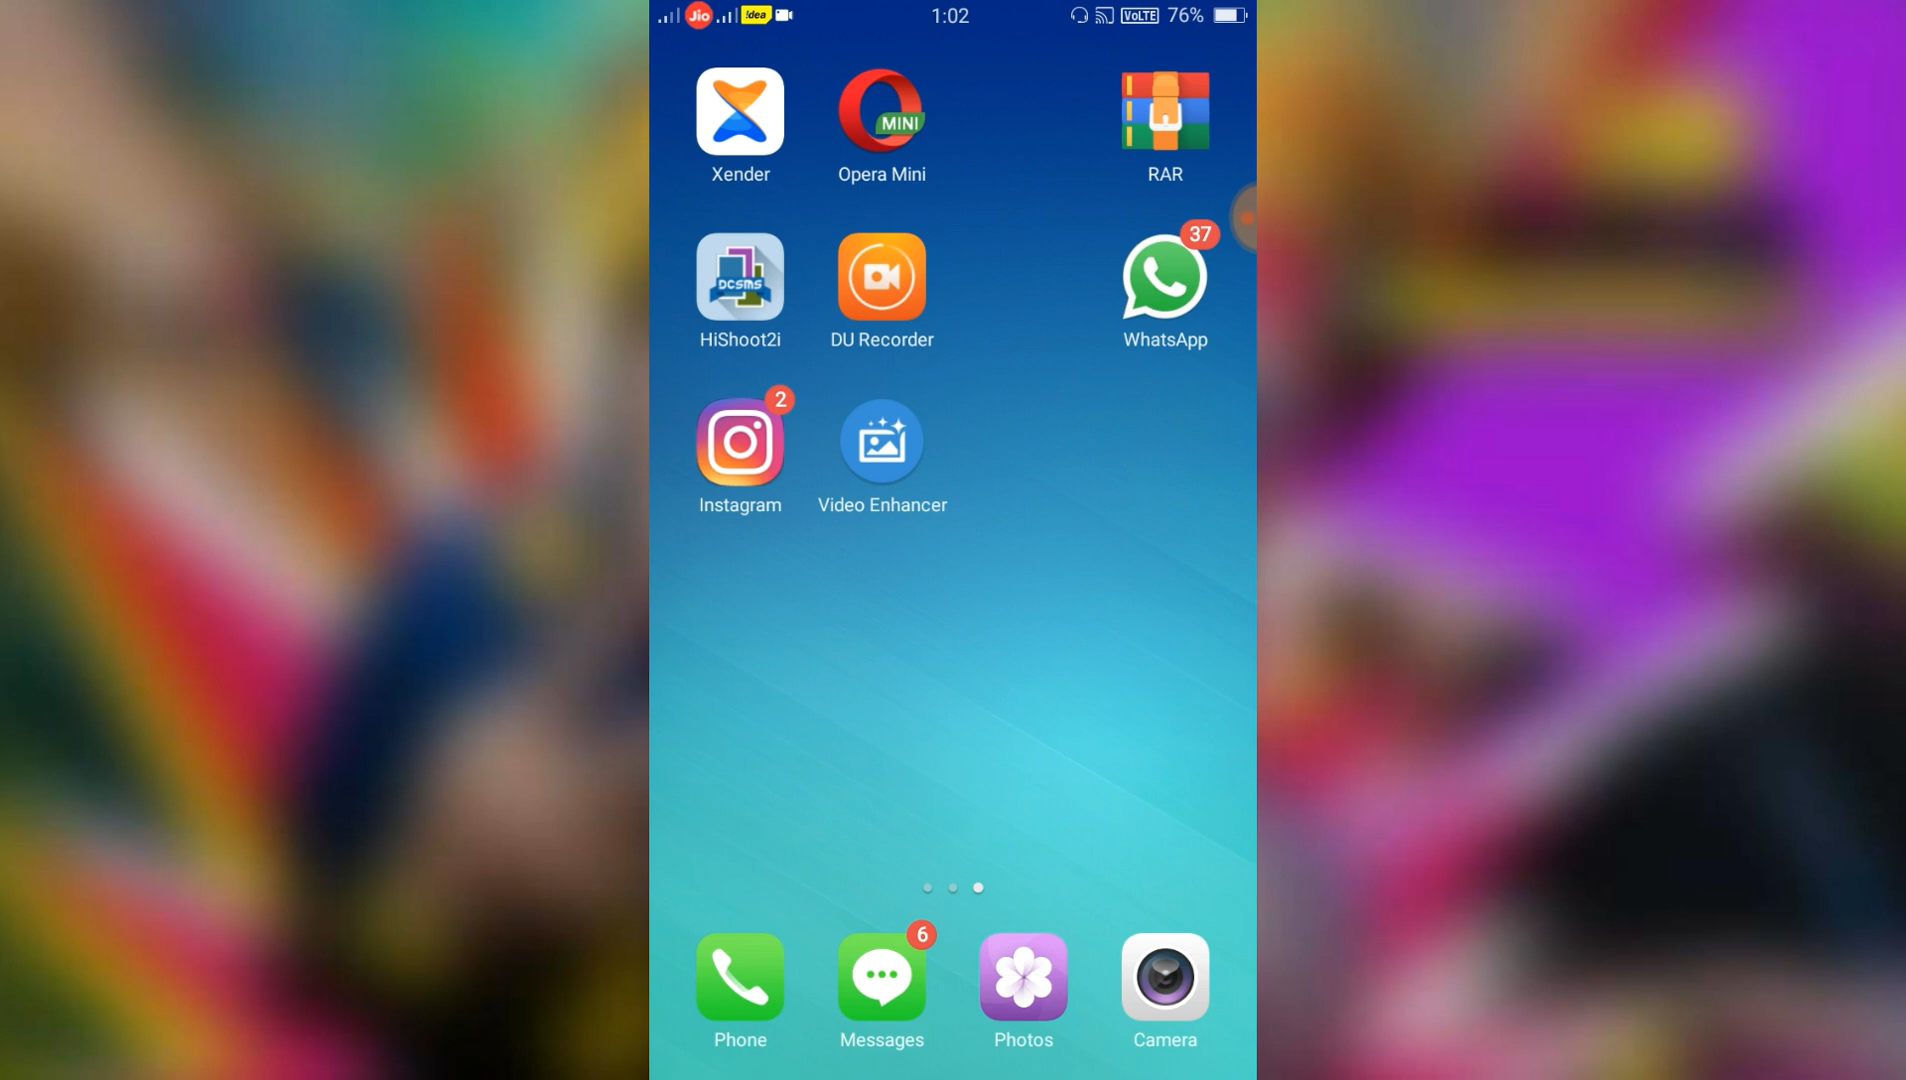 Jio !dea 1:02 VoLTE 76%
MINI
Xender Opera Mini RAR
37
DCSMS
HiShoot2i DU Recorder WhatsApp
2
Instagram Video Enhancer
6
Phone Messages Photos Camera